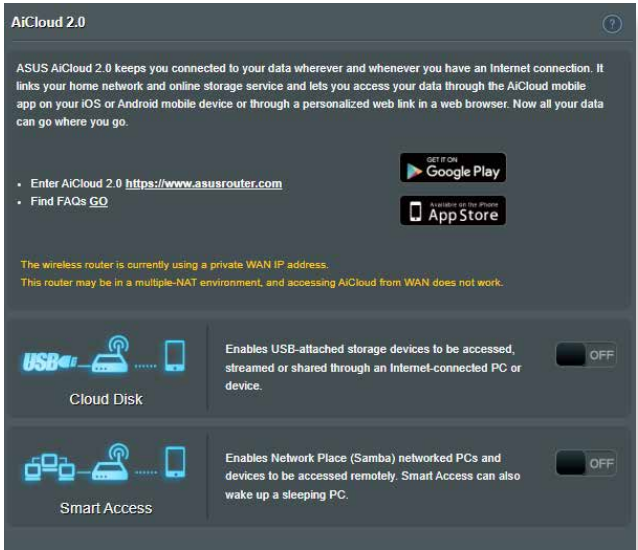 AiCloud 2.0
?
ASUS AiCloud 2.0 keeps you connected to your data wherever and whenever you have an Internet connection. It
links your home network and online storage service and lets you access your data through the AiCloud mobile
app on your iOS or Android mobile device or through a personalized web link in a web browser. Now all your data
can go where you go.
GET IT ON
Google Play
• Enter AiCloud 2.0 https://www.asusrouter.com
• Find FAQs GO
Available on the iPhone
App Store
The wireless router is currently using a private WAN IP address.
This router may be in a multiple-NAT environment, and accessing AiCloud from WAN does not work.
USB
Cloud Disk
Enables USB-attached storage devices to be accessed,
streamed or shared through an Internet-connected PC or
device.
OFF
Smart Access
Enables Network Place (Samba) networked PCs and
devices to be accessed remotely. Smart Access can also
wake up a sleeping PC.
OFF